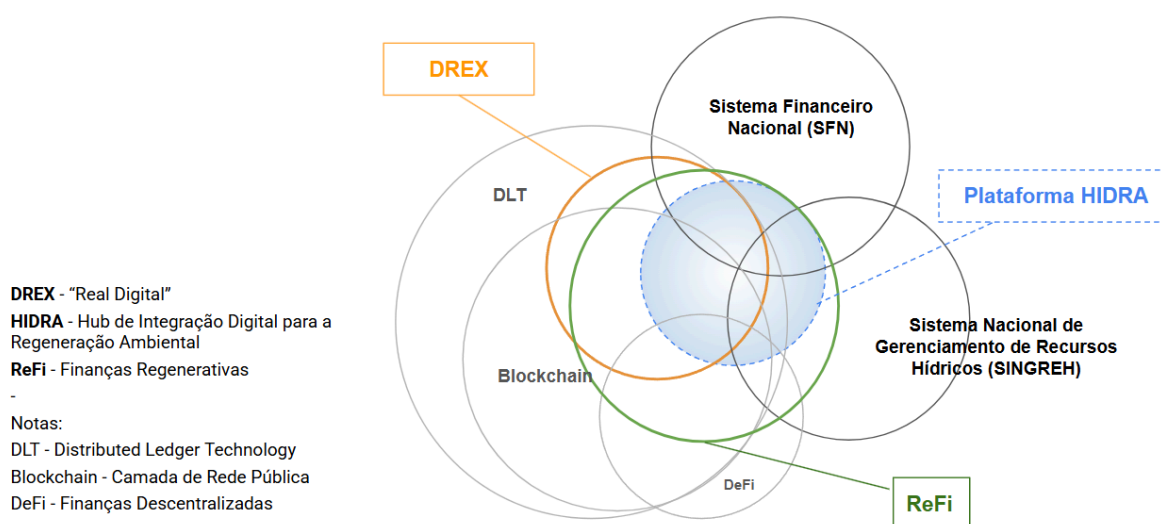 DREX
Sistema Financeiro
Nacional (SFN)
DLT
Plataforma HIDRA
DREX - “Real Digital”
HIDRA - Hub de Integração Digital para a
Regeneração Ambiental
ReFi - Finanças Regenerativas
-
Notas:
DLT - Distributed Ledger Technology
Blockchain - Camada de Rede Pública
DeFi - Finanças Descentralizadas
Sistema Nacional de
Gerenciamento de Recursos
Hídricos (SINGREH)
Blockchain
DeFi
ReFi